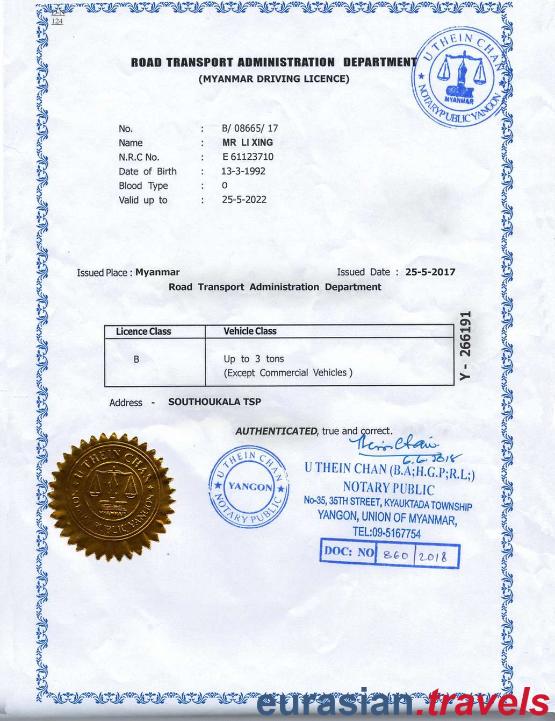 124
ROAD TRANSPORT ADMINISTRATION DEPARTMENT
(MYANMAR DRIVING LICENCE)
U THEIN CHAN
MYANMAR
NOTARY PUBLIC YANGON
No. : B/ 08665/ 17
Name : MR LI XING
N.R.C No. : E 61123710
Date of Birth : 13-3-1992
Blood Type : O
Valid up to : 25-5-2022
Issued Place : Myanmar Issued Date : 25-5-2017
Road Transport Administration Department
Licence Class Vehicle Class
B Up to 3 tons
(Except Commercial Vehicles )
Y - 266191
Address - SOUTHOUKALA TSP
AUTHENTICATED, true and correct.
Thein Chan
6.6.2018
U THEIN CHAN
YANGON
NOTARY PUBLIC
U THEIN CHAN (B.A;H.G.P;R.L;)
NOTARY PUBLIC
No-35, 35TH STREET, KYAUKTADA TOWNSHIP
YANGON, UNION OF MYANMAR,
TEL:09-5167754
DOC: NO 860 2018
U THEIN CHAN
PUBLIC YANGON
eurasian.travels